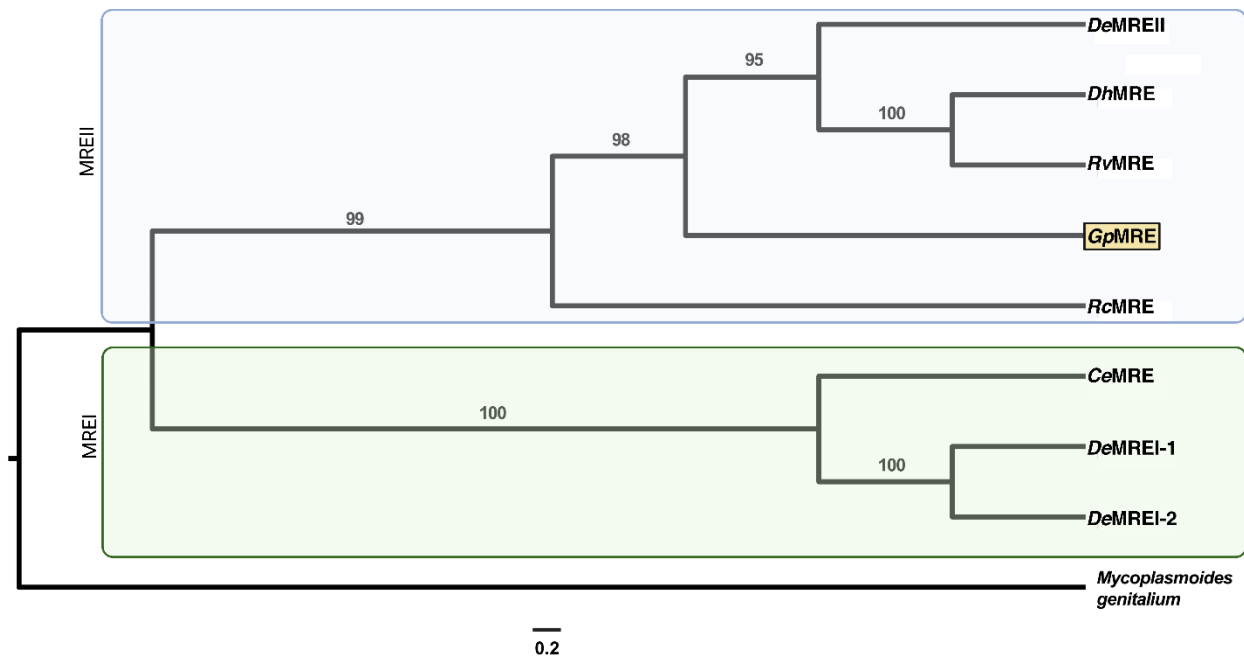 DeMREII
95
DhMRE
100
98
MREII
RvMRE
99
GpMRE
RcMRE
CeMRE
MREI
100
DeMREI-1
100
DeMREI-2
Mycoplasmoides
genitalium
0.2